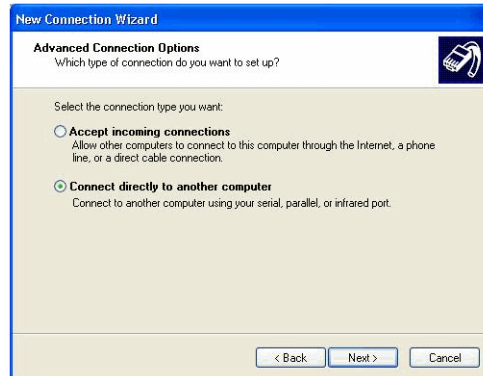 New Connection Wizard
Advanced Connection Options
Which type of connection do you want to set up?
Select the connection type you want:
Accept incoming connections
Allow other computers to connect to this computer through the Internet, a phone
line, or a direct cable connection.
Connect directly to another computer
Connect to another computer using your serial, parallel, or infrared port.
< Back
Next >
Cancel